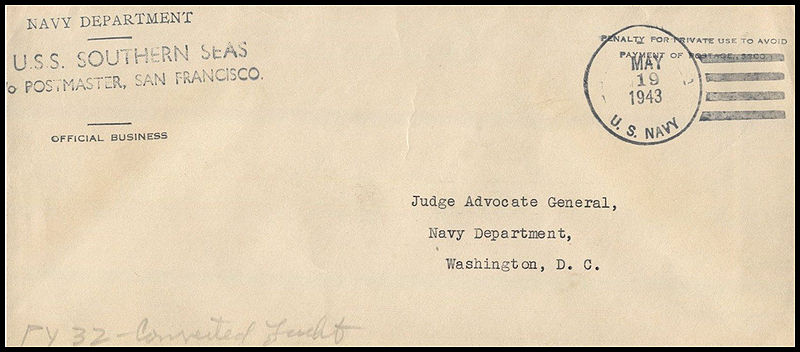 NAVY DEPARTMENT
U.S.S. SOUTHERN SEAS
℅ POSTMASTER, SAN FRANCISCO.
OFFICIAL BUSINESS
PENALTY FOR PRIVATE USE TO AVOID
PAYMENT OF POSTAGE, $300
MAY
19
1943
U. S. NAVY
Judge Advocate General,
Navy Department,
Washington, D. C.
FY 32 - Converted Yacht